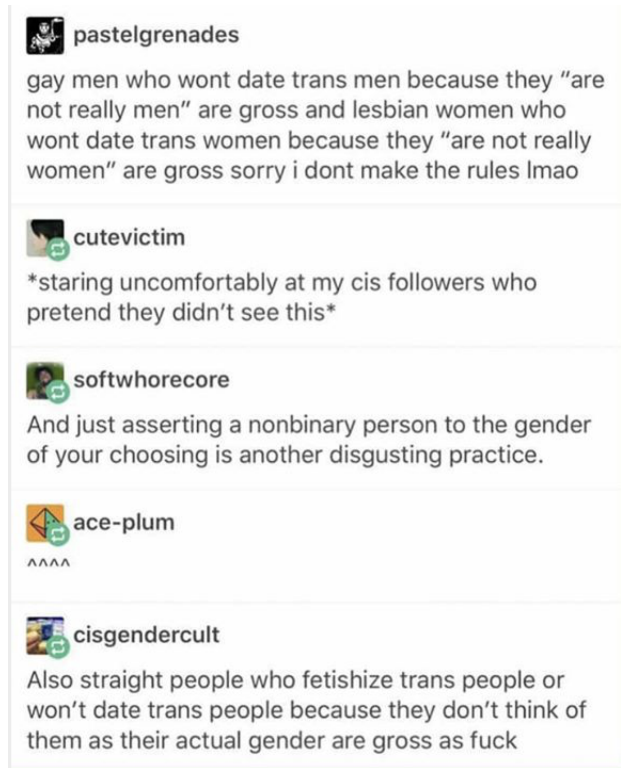 pastelgrenades
gay men who wont date trans men because they “are
not really men” are gross and lesbian women who
wont date trans women because they “are not really
women” are gross sorry i dont make the rules lmao
cutevictim
*staring uncomfortably at my cis followers who
pretend they didn’t see this*
softwhorecore
And just asserting a nonbinary person to the gender
of your choosing is another disgusting practice.
ace-plum
^^^^
cisgendercult
Also straight people who fetishize trans people or
won’t date trans people because they don’t think of
them as their actual gender are gross as fuck